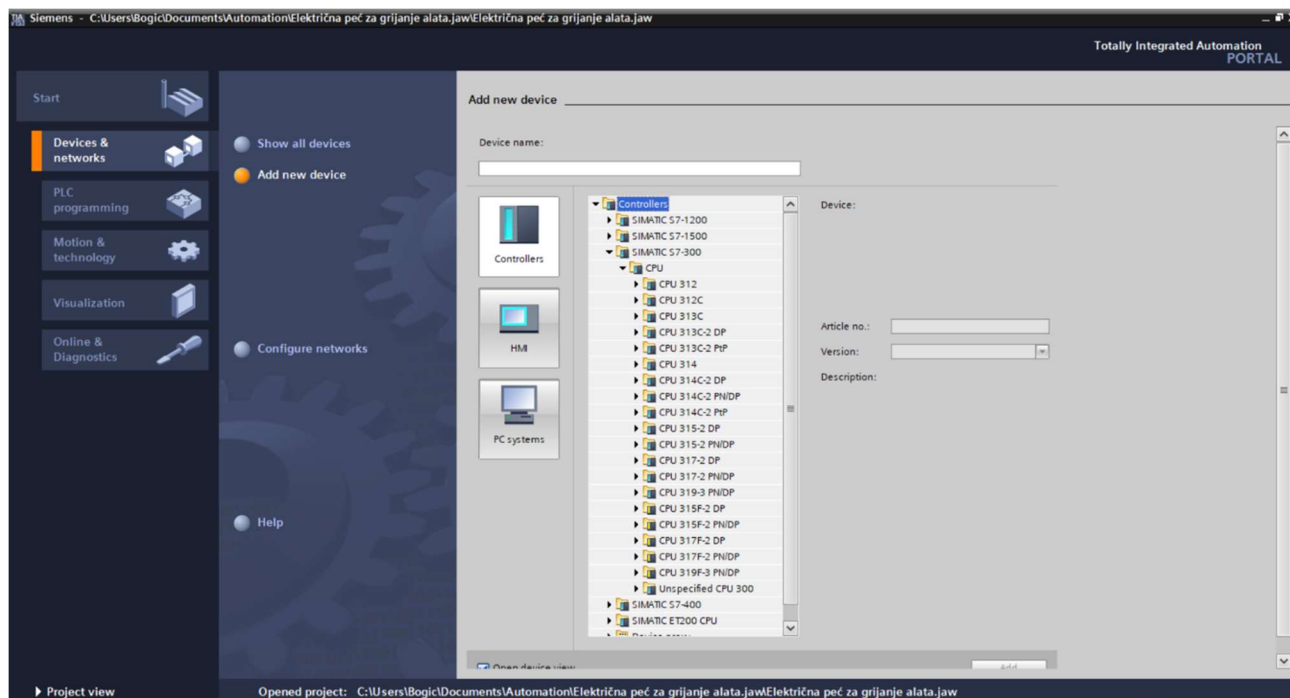 Siemens - C:\Users\Bogic\Documents\Automation\Električna peć za grijanje alata.jaw\Električna peć za grijanje alata.jaw
Totally Integrated Automation
PORTAL
Start
Devices &
networks
PLC
programming
Motion &
technology
Visualization
Online &
Diagnostics
Show all devices
Add new device
Configure networks
Help
Add new device
Device name:
Controllers
HMI
PC systems
Controllers
SIMATIC S7-1200
SIMATIC S7-1500
SIMATIC S7-300
CPU
CPU 312
CPU 312C
CPU 313C
CPU 313C-2 DP
CPU 313C-2 PtP
CPU 314
CPU 314C-2 DP
CPU 314C-2 PN/DP
CPU 314C-2 PtP
CPU 315-2 DP
CPU 315-2 PN/DP
CPU 317-2 DP
CPU 317-2 PN/DP
CPU 319-3 PN/DP
CPU 315F-2 DP
CPU 315F-2 PN/DP
CPU 317F-2 DP
CPU 317F-2 PN/DP
CPU 319F-3 PN/DP
Unspecified CPU 300
SIMATIC S7-400
SIMATIC ET200 CPU
Device:
Article no.:
Version:
Description:
Open device view
Add
Project view
Opened project: C:\Users\Bogic\Documents\Automation\Električna peć za grijanje alata.jaw\Električna peć za grijanje alata.jaw